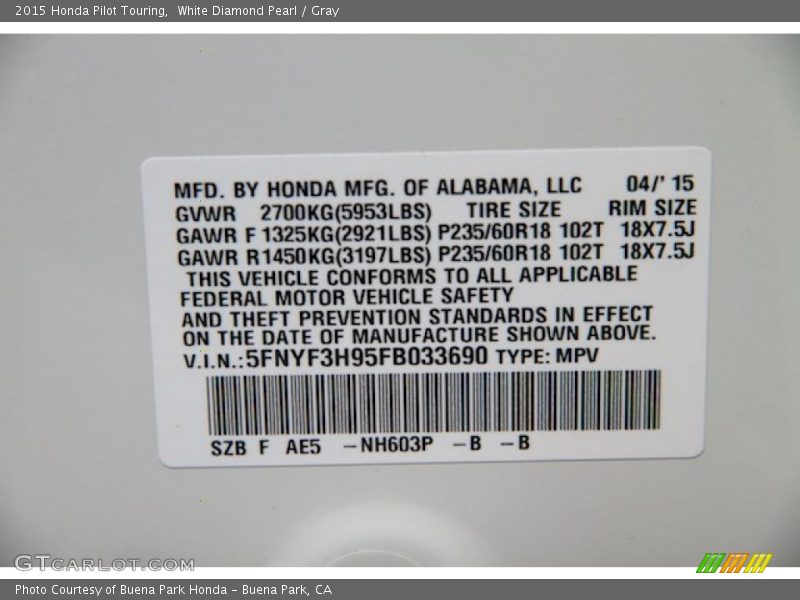 2015 Honda Pilot Touring,  White Diamond Pearl / Gray
MFD. BY HONDA MFG. OF ALABAMA, LLC 04/' 15
GVWR 2700KG(5953LBS) TIRE SIZE RIM SIZE
GAWR F 1325KG(2921LBS) P235/60R18 102T 18X7.5J
GAWR R1450KG(3197LBS) P235/60R18 102T 18X7.5J
THIS VEHICLE CONFORMS TO ALL APPLICABLE
FEDERAL MOTOR VEHICLE SAFETY
AND THEFT PREVENTION STANDARDS IN EFFECT
ON THE DATE OF MANUFACTURE SHOWN ABOVE.
V.I.N.:5FNYF3H95FB033690 TYPE: MPV
SZB F AE5 –NH603P –B –B
GTCARLOT.COM
Photo Courtesy of Buena Park Honda – Buena Park, CA